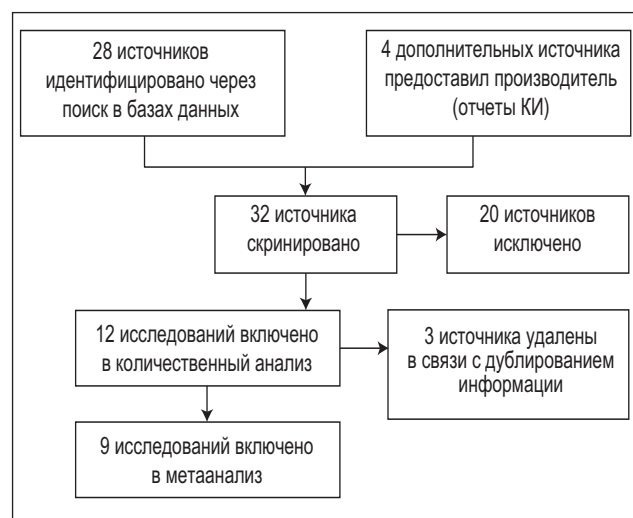 28 источников
идентифицировано через
поиск в базах данных
4 дополнительных источника
предоставил производитель
(отчеты КИ)
32 источника
скринировано
20 источников
исключено
12 исследований включено
в количественный анализ
3 источника удалены
в связи с дублированием
информации
9 исследований включено
в метаанализ